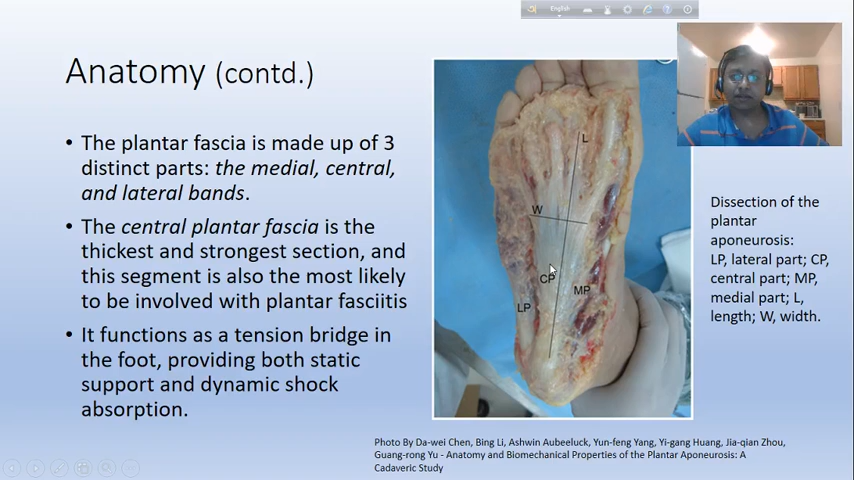 English
Anatomy (contd.)
• The plantar fascia is made up of 3
distinct parts: the medial, central,
and lateral bands.
• The central plantar fascia is the
thickest and strongest section, and
this segment is also the most likely
to be involved with plantar fasciitis
• It functions as a tension bridge in
the foot, providing both static
support and dynamic shock
absorption.
L
W
CP
MP
LP
Dissection of the
plantar
aponeurosis:
LP, lateral part; CP,
central part; MP,
medial part; L,
length; W, width.
Photo By Da-wei Chen, Bing Li, Ashwin Aubeeluck, Yun-feng Yang, Yi-gang Huang, Jia-qian Zhou,
Guang-rong Yu - Anatomy and Biomechanical Properties of the Plantar Aponeurosis: A
Cadaveric Study